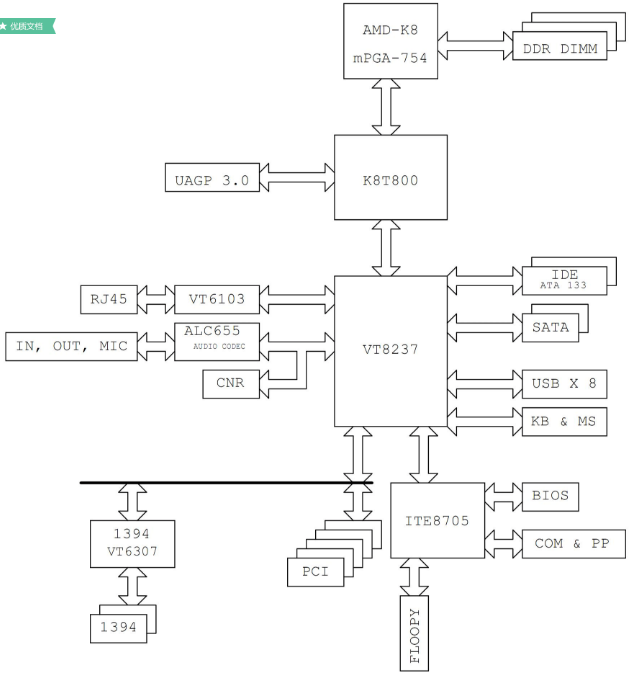 优质文档
AMD-K8
mPGA-754
DDR DIMM
UAGP 3.0
K8T800
IDE
ATA 133
RJ45
VT6103
ALC655
AUDIO CODEC
SATA
IN, OUT, MIC
VT8237
CNR
USB X 8
KB & MS
BIOS
ITE8705
1394
VT6307
COM & PP
PCI
1394
FLOOPY